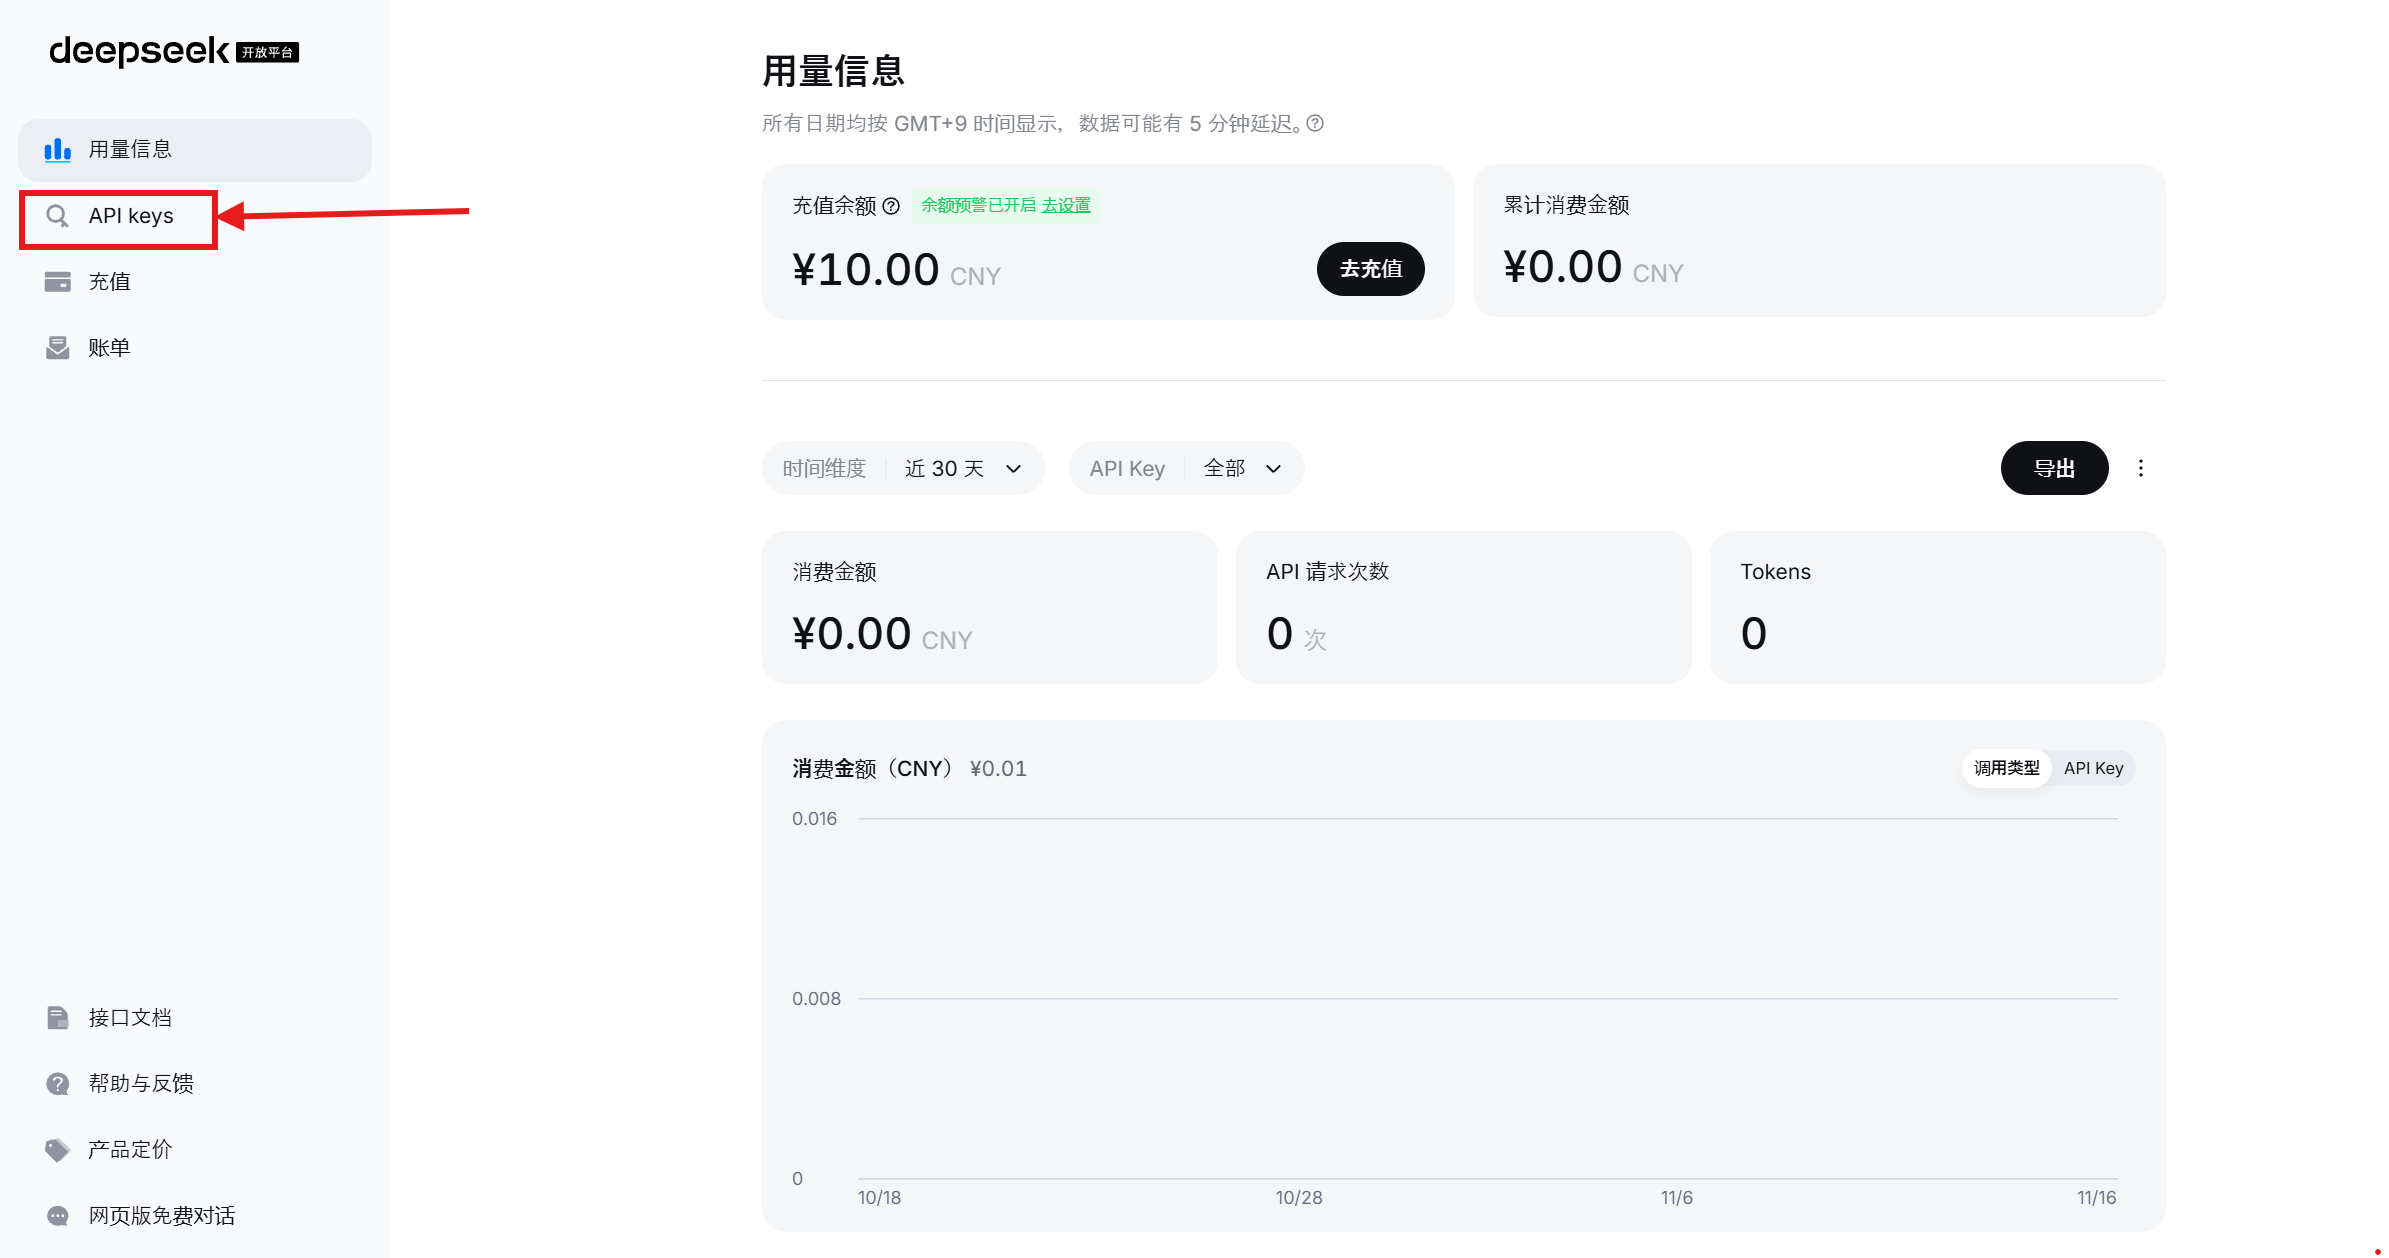 deepseek 开放平台
用量信息
API keys
充值
账单
接口文档
帮助与反馈
产品定价
网页版免费对话
用量信息
所有日期均按 GMT+9 时间显示，数据可能有 5 分钟延迟。
充值余额 余额预警已开启 去设置
¥10.00 CNY
去充值
累计消费金额
¥0.00 CNY
时间维度 近 30 天
API Key 全部
导出
消费金额
¥0.00 CNY
API 请求次数
0 次
Tokens
0
消费金额（CNY） ¥0.01
调用类型 API Key
0.016
0.008
0
10/18 10/28 11/6 11/16